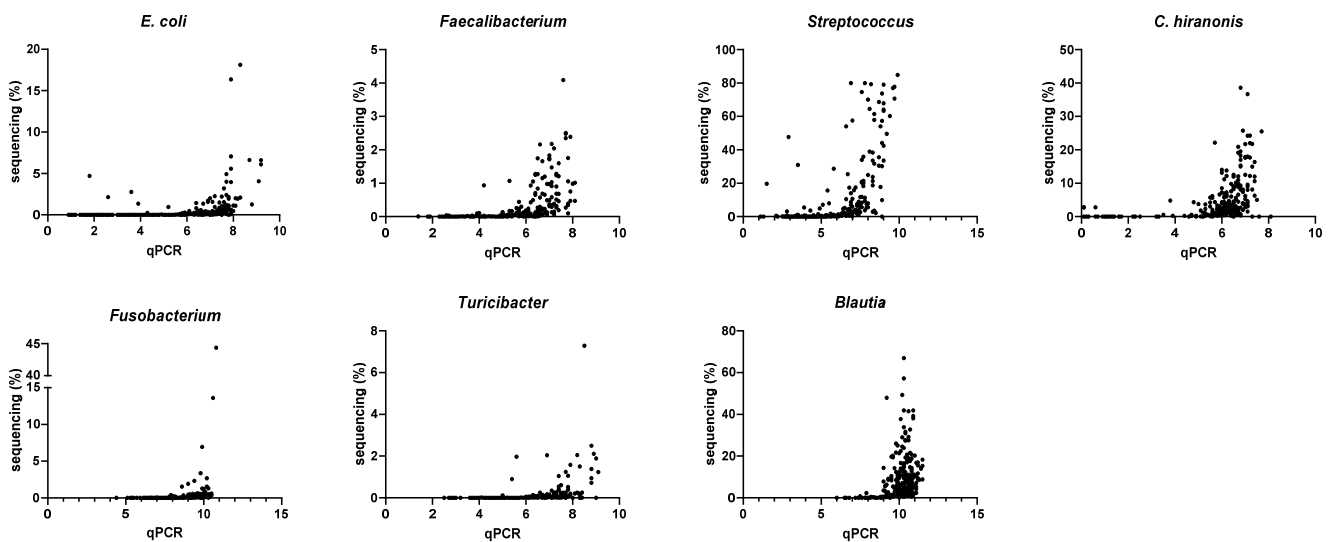 E. coli
20
15
10
5
0
sequencing (%)
0 2 4 6 8 10
qPCR
Faecalibacterium
5
4
3
2
1
0
sequencing (%)
0 2 4 6 8 10
qPCR
Streptococcus
100
80
60
40
20
0
sequencing (%)
0 5 10 15
qPCR
C. hiranonis
50
40
30
20
10
0
sequencing (%)
0 2 4 6 8 10
qPCR
Fusobacterium
45
40
15
10
5
0
sequencing (%)
0 5 10 15
qPCR
Turicibacter
8
6
4
2
0
sequencing (%)
0 2 4 6 8 10
qPCR
Blautia
80
60
40
20
0
sequencing (%)
0 5 10 15
qPCR